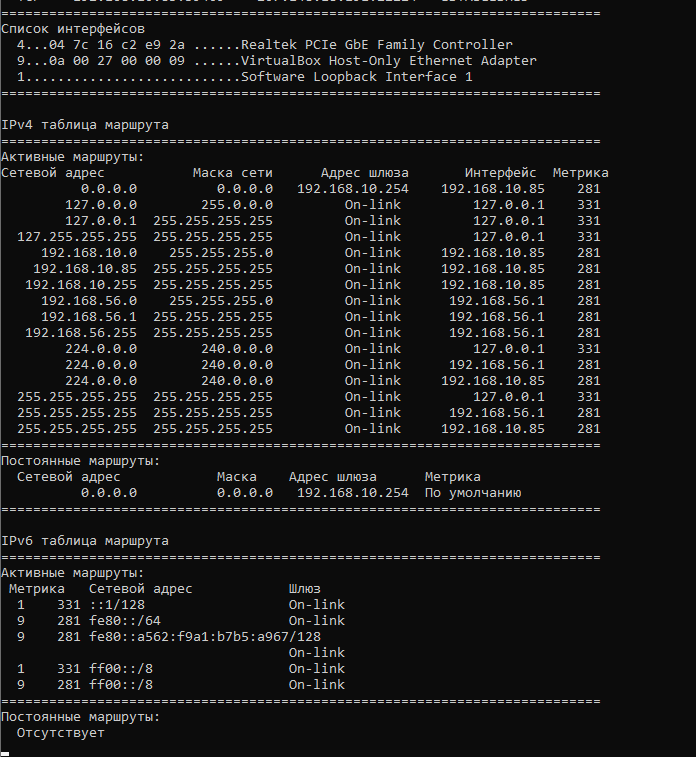 ===========================================================================
Список интерфейсов
  4...04 7c 16 c2 e9 2a ......Realtek PCIe GbE Family Controller
  9...0a 00 27 00 00 09 ......VirtualBox Host-Only Ethernet Adapter
  1...........................Software Loopback Interface 1
===========================================================================
IPv4 таблица маршрута
===========================================================================
Активные маршруты:
Сетевой адрес           Маска сети      Адрес шлюза       Интерфейс  Метрика
          0.0.0.0          0.0.0.0   192.168.10.254    192.168.10.85    281
        127.0.0.0        255.0.0.0         On-link         127.0.0.1    331
        127.0.0.1  255.255.255.255         On-link         127.0.0.1    331
  127.255.255.255  255.255.255.255         On-link         127.0.0.1    331
     192.168.10.0    255.255.255.0         On-link     192.168.10.85    281
    192.168.10.85  255.255.255.255         On-link     192.168.10.85    281
   192.168.10.255  255.255.255.255         On-link     192.168.10.85    281
     192.168.56.0    255.255.255.0         On-link      192.168.56.1    281
     192.168.56.1  255.255.255.255         On-link      192.168.56.1    281
   192.168.56.255  255.255.255.255         On-link      192.168.56.1    281
        224.0.0.0        240.0.0.0         On-link         127.0.0.1    331
        224.0.0.0        240.0.0.0         On-link      192.168.56.1    281
        224.0.0.0        240.0.0.0         On-link     192.168.10.85    281
  255.255.255.255  255.255.255.255         On-link         127.0.0.1    331
  255.255.255.255  255.255.255.255         On-link      192.168.56.1    281
  255.255.255.255  255.255.255.255         On-link     192.168.10.85    281
===========================================================================
Постоянные маршруты:
  Сетевой адрес            Маска    Адрес шлюза      Метрика
          0.0.0.0          0.0.0.0   192.168.10.254  По умолчанию
===========================================================================
IPv6 таблица маршрута
===========================================================================
Активные маршруты:
 Метрика   Сетевой адрес            Шлюз
  1    331 ::1/128                  On-link
  9    281 fe80::/64                On-link
  9    281 fe80::a562:f9a1:b7b5:a967/128
                                    On-link
  1    331 ff00::/8                 On-link
  9    281 ff00::/8                 On-link
===========================================================================
Постоянные маршруты:
  Отсутствует